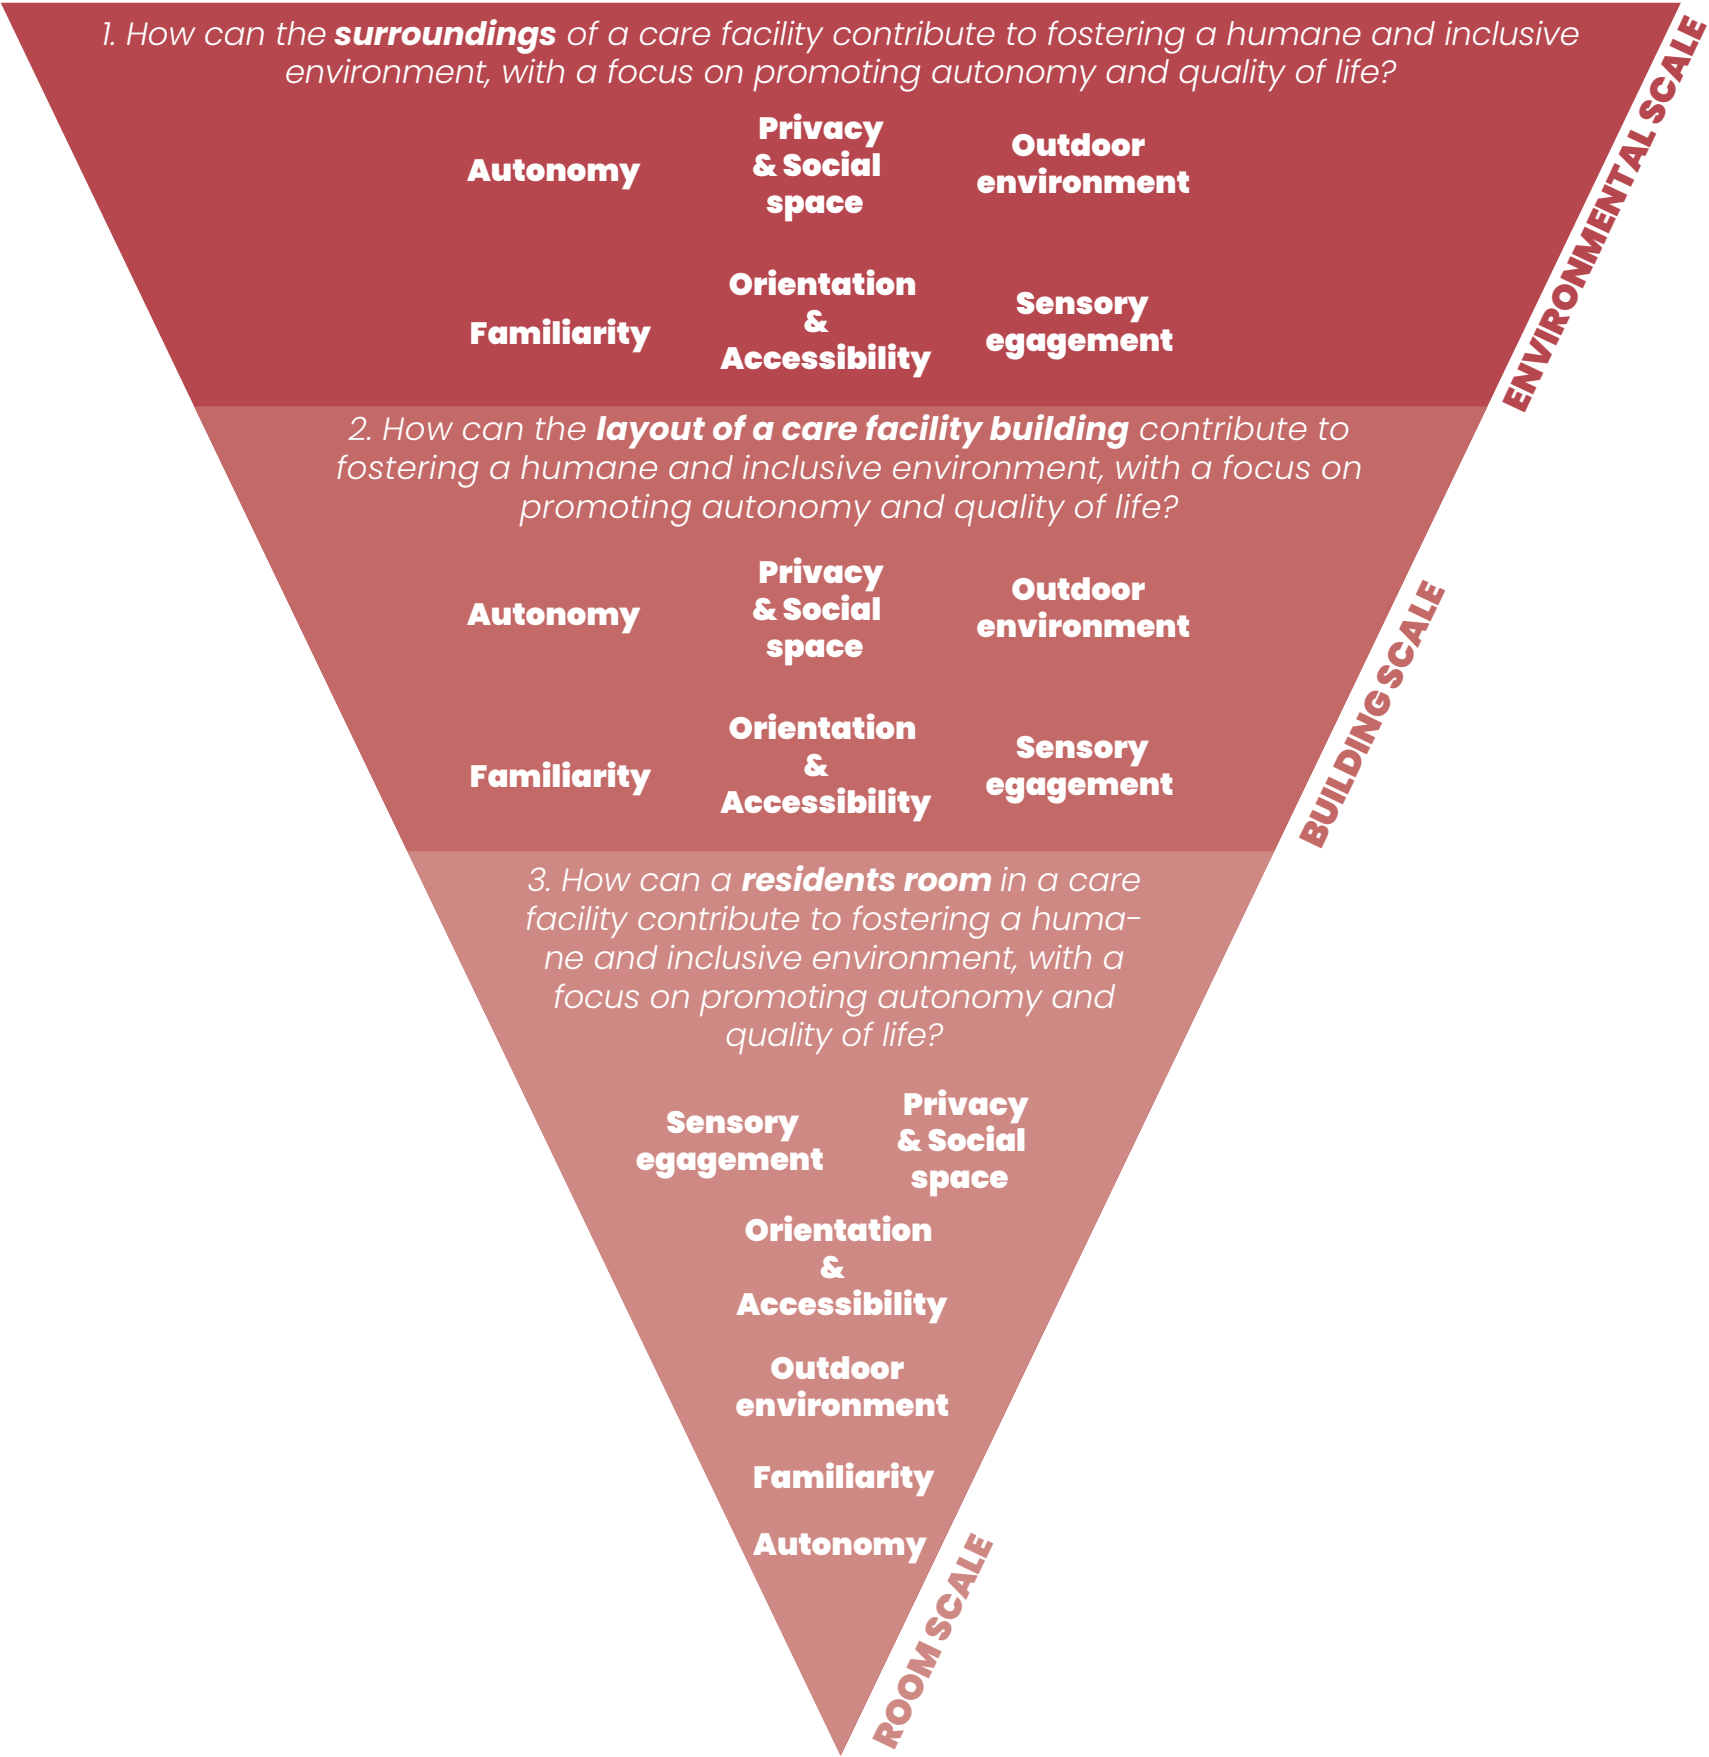 1. How can the surroundings of a care facility contribute to fostering a humane and inclusive
environment, with a focus on promoting autonomy and quality of life?
Autonomy
Privacy
& Social
space
Outdoor
environment
Familiarity
Orientation
&
Accessibility
Sensory
egagement
ENVIRONMENTAL SCALE
2. How can the layout of a care facility building contribute to
fostering a humane and inclusive environment, with a focus on
promoting autonomy and quality of life?
Autonomy
Privacy
& Social
space
Outdoor
environment
Familiarity
Orientation
&
Accessibility
Sensory
egagement
BUILDING SCALE
3. How can a residents room in a care
facility contribute to fostering a huma-
ne and inclusive environment, with a
focus on promoting autonomy and
quality of life?
Sensory
egagement
Privacy
& Social
space
Orientation
&
Accessibility
Outdoor
environment
Familiarity
Autonomy
ROOM SCALE